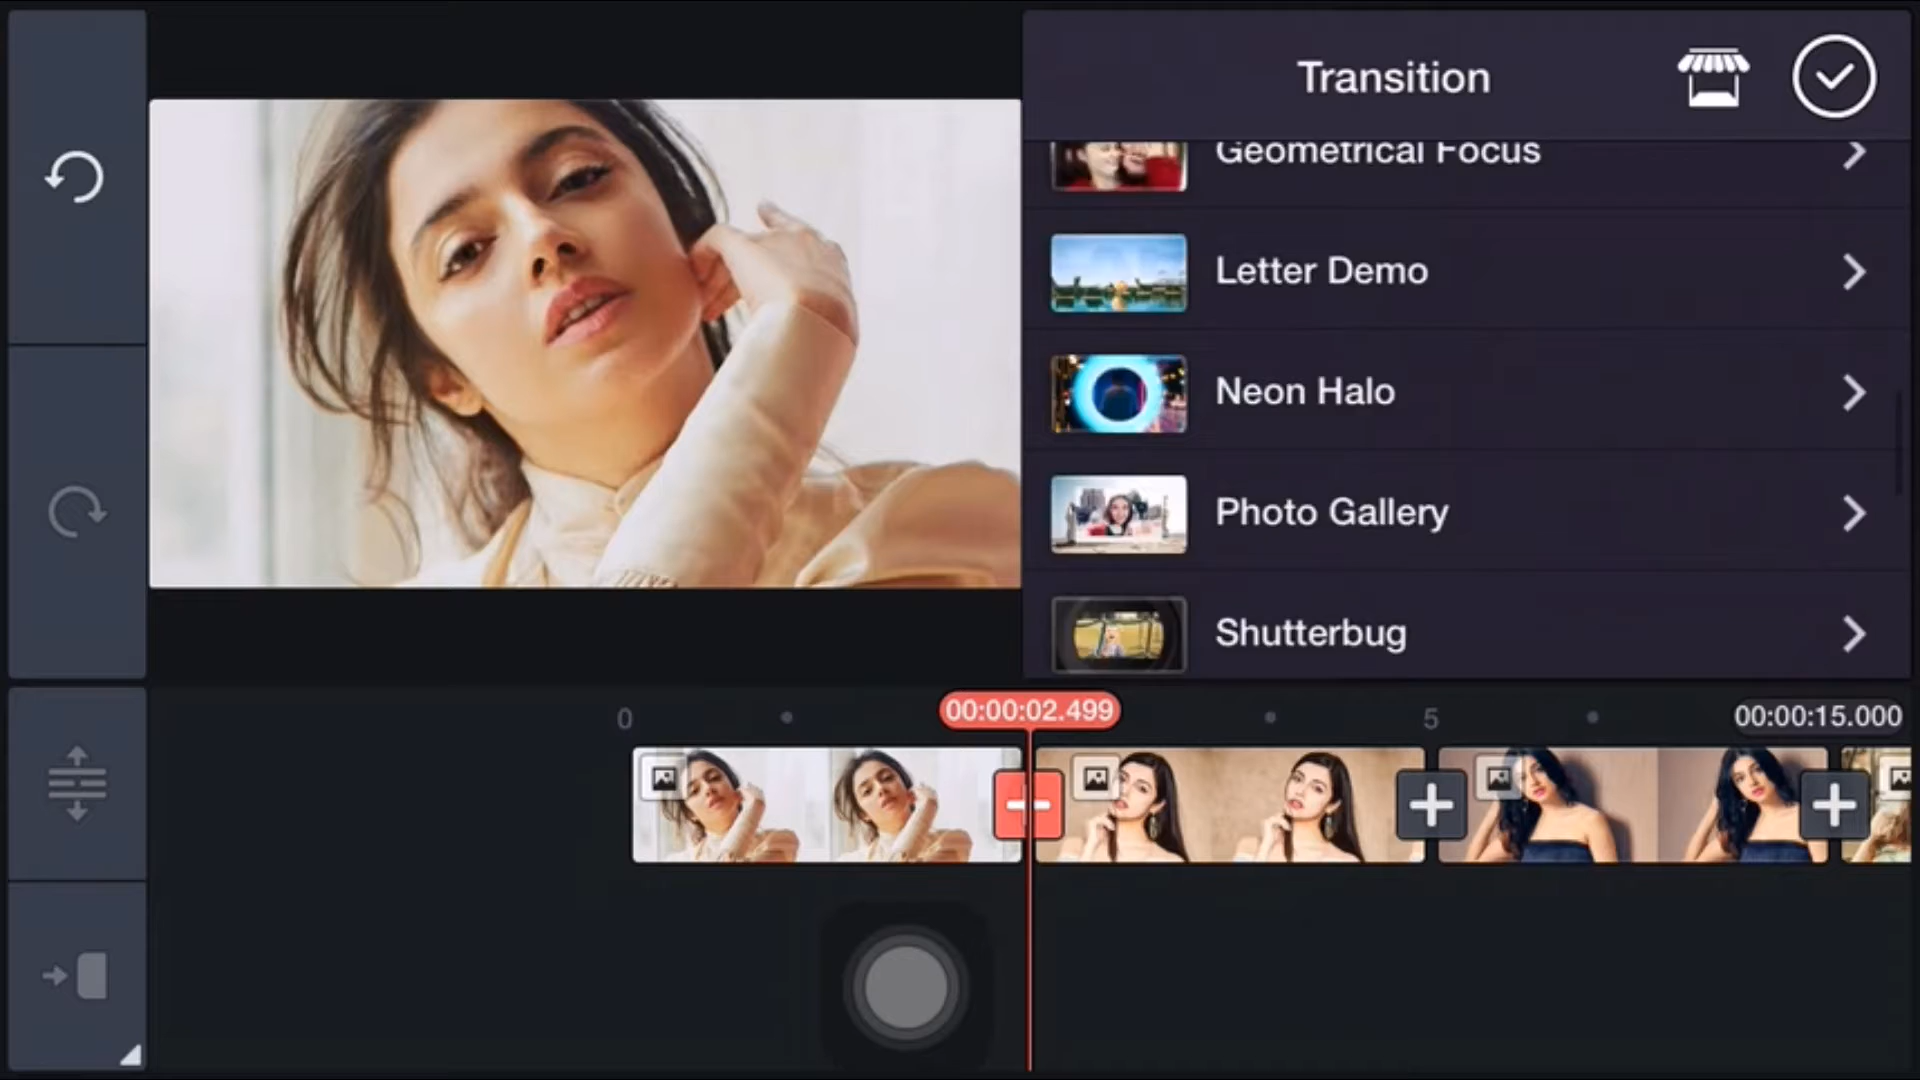 Transition
Geometrical Focus
Letter Demo
Neon Halo
Photo Gallery
Shutterbug
0
00:00:02.499
5
00:00:15.000